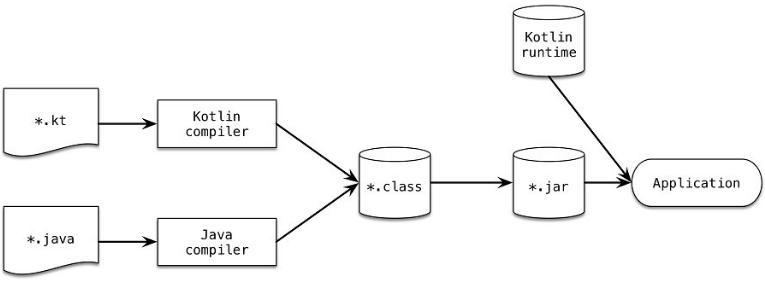 Kotlin
runtime
*.kt
Kotlin
compiler
*.class
*.jar
Application
*.java
Java
compiler